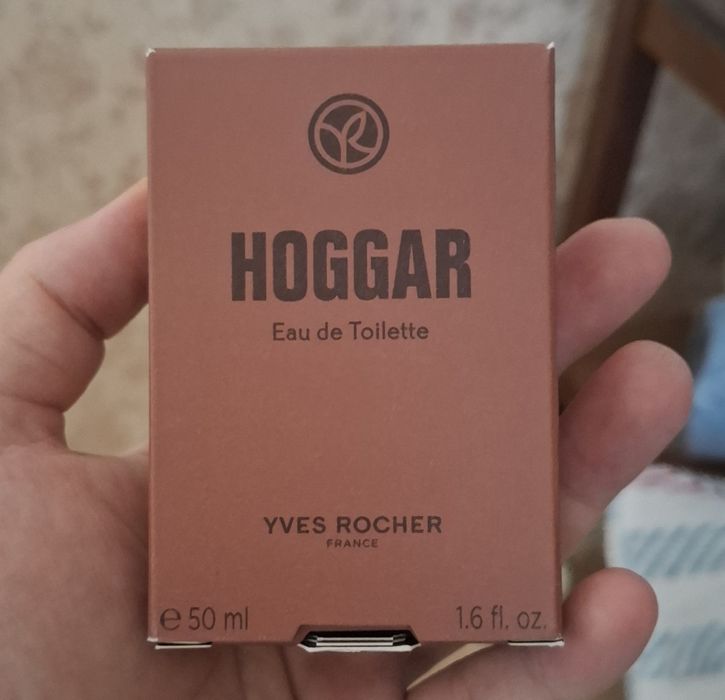 HOGGAR
Eau de Toilette
YVES ROCHER
FRANCE
℮ 50 ml 1.6 fl. oz.